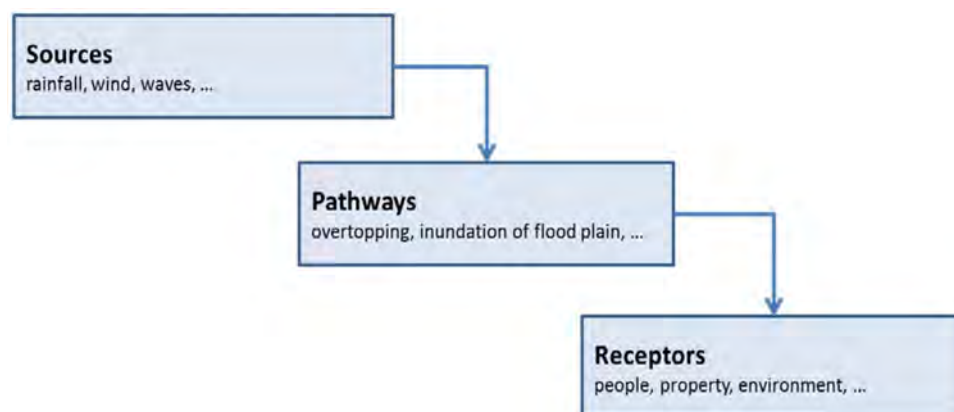 Sources
rainfall, wind, waves, ...
Pathways
overtopping, inundation of flood plain, ...
Receptors
people, property, environment, ...